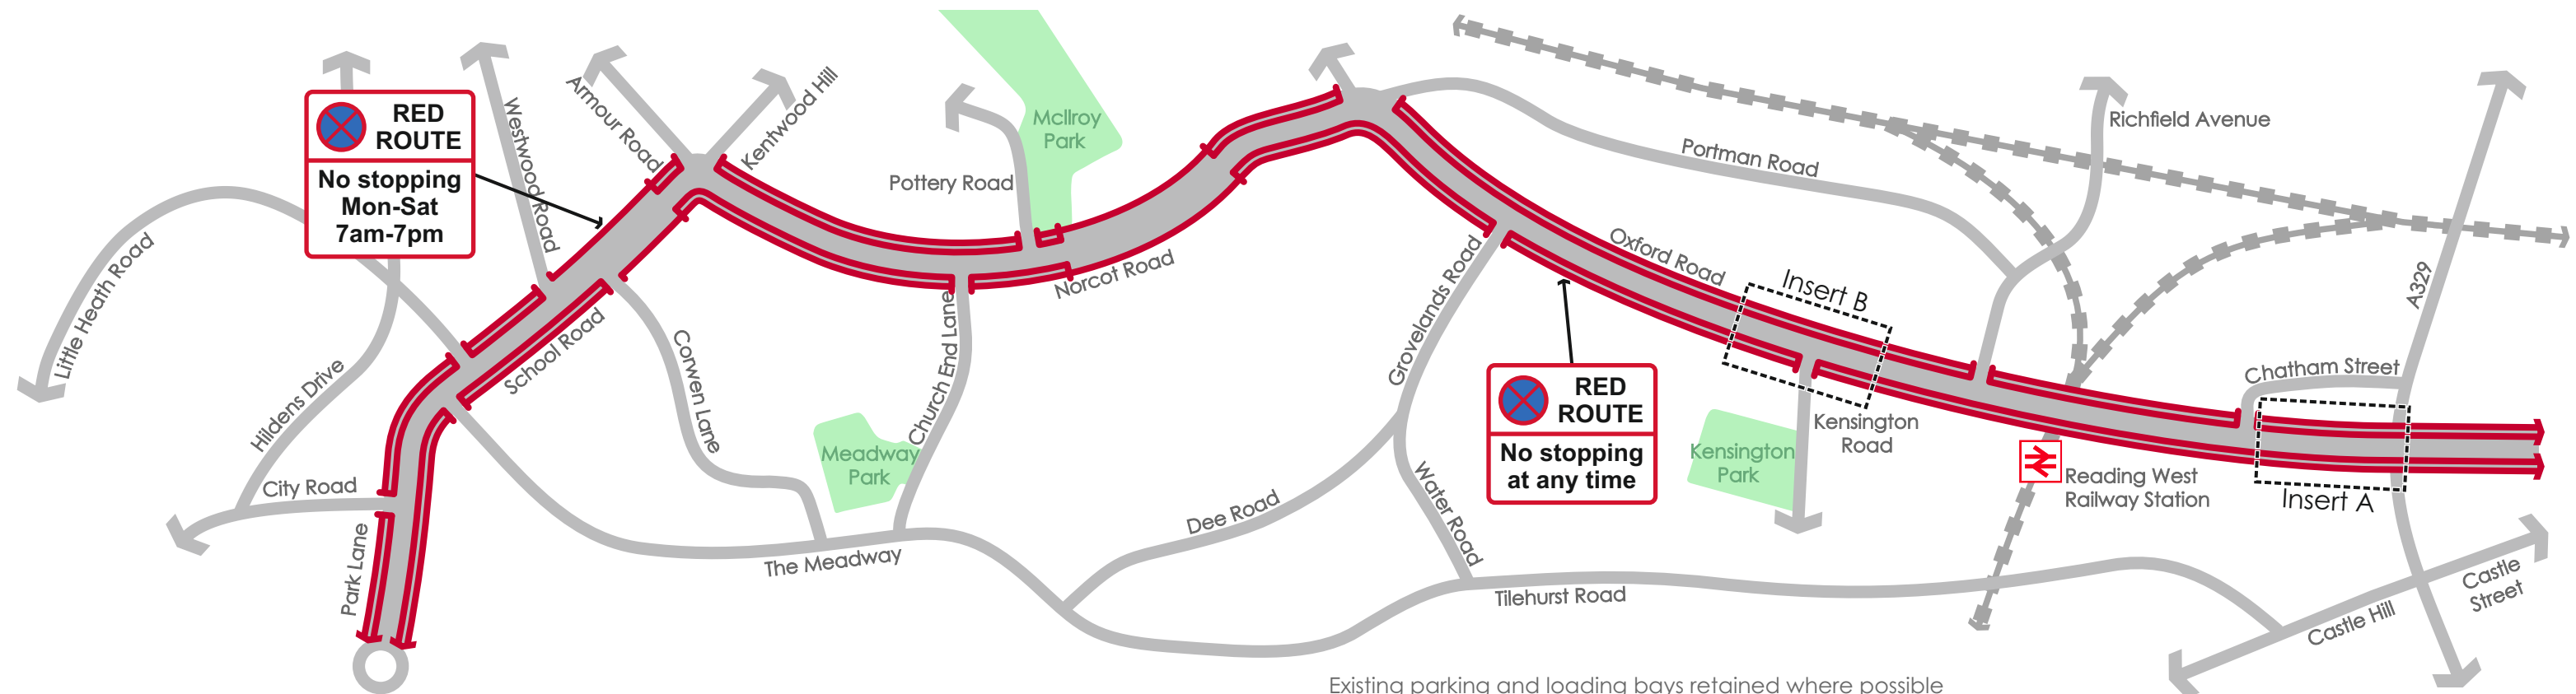 RED
ROUTE
No stopping
Mon-Sat
7am-7pm
Westwood Road
Armour Road
Kentwood Hill
McIlroy
Park
Pottery Road
Little Heath Road
Hildens Drive
City Road
Park Lane
School Road
Corwen Lane
Church End Lane
Norcot Road
Meadway
Park
The Meadway
Dee Road
Grovelands Road
Water Road
Tilehurst Road
Oxford Road
Portman Road
Richfield Avenue
Insert B
RED
ROUTE
No stopping
at any time
Kensington
Park
Kensington
Road
Reading West
Railway Station
Chatham Street
A329
Insert A
Castle Hill
Castle
Street
Existing parking and loading bays retained where possible